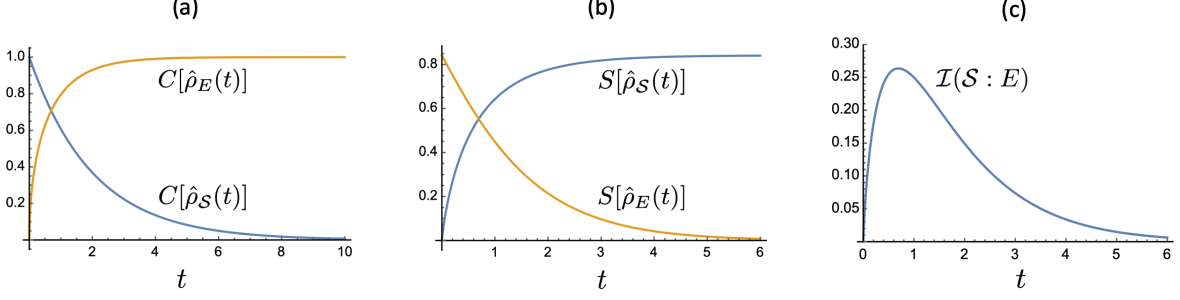 (a)
1.0
0.8
0.6
0.4
0.2
C[ρ̂_E(t)]
C[ρ̂_𝒮(t)]
2 4 6 8 10
t
(b)
0.8
0.6
0.4
0.2
S[ρ̂_𝒮(t)]
S[ρ̂_E(t)]
0 1 2 3 4 5 6
t
(c)
0.30
0.25
0.20
0.15
0.10
0.05
ℐ(𝒮 : E)
0 1 2 3 4 5 6
t